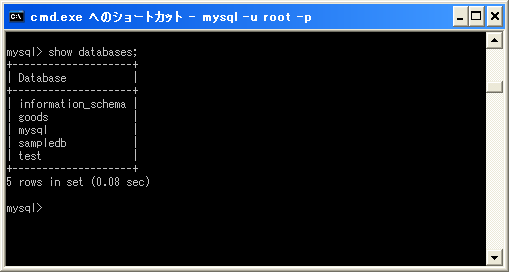 cmd.exe へのショートカット - mysql -u root -p
mysql> show databases;
+--------------------+
| Database           |
+--------------------+
| information_schema |
| goods              |
| mysql              |
| sampledb           |
| test               |
+--------------------+
5 rows in set (0.08 sec)
mysql>